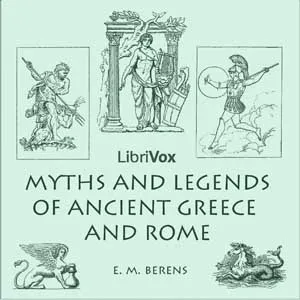 LibriVox
MYTHS AND LEGENDS
OF ANCIENT GREECE
AND ROME
E. M. BERENS